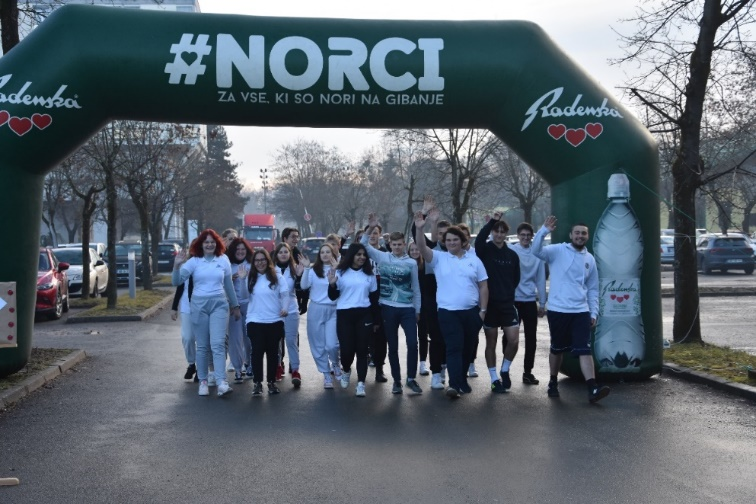 #NORCI
ZA VSE, KI SO NORI NA GIBANJE
Radenska
Radenska
Radenska